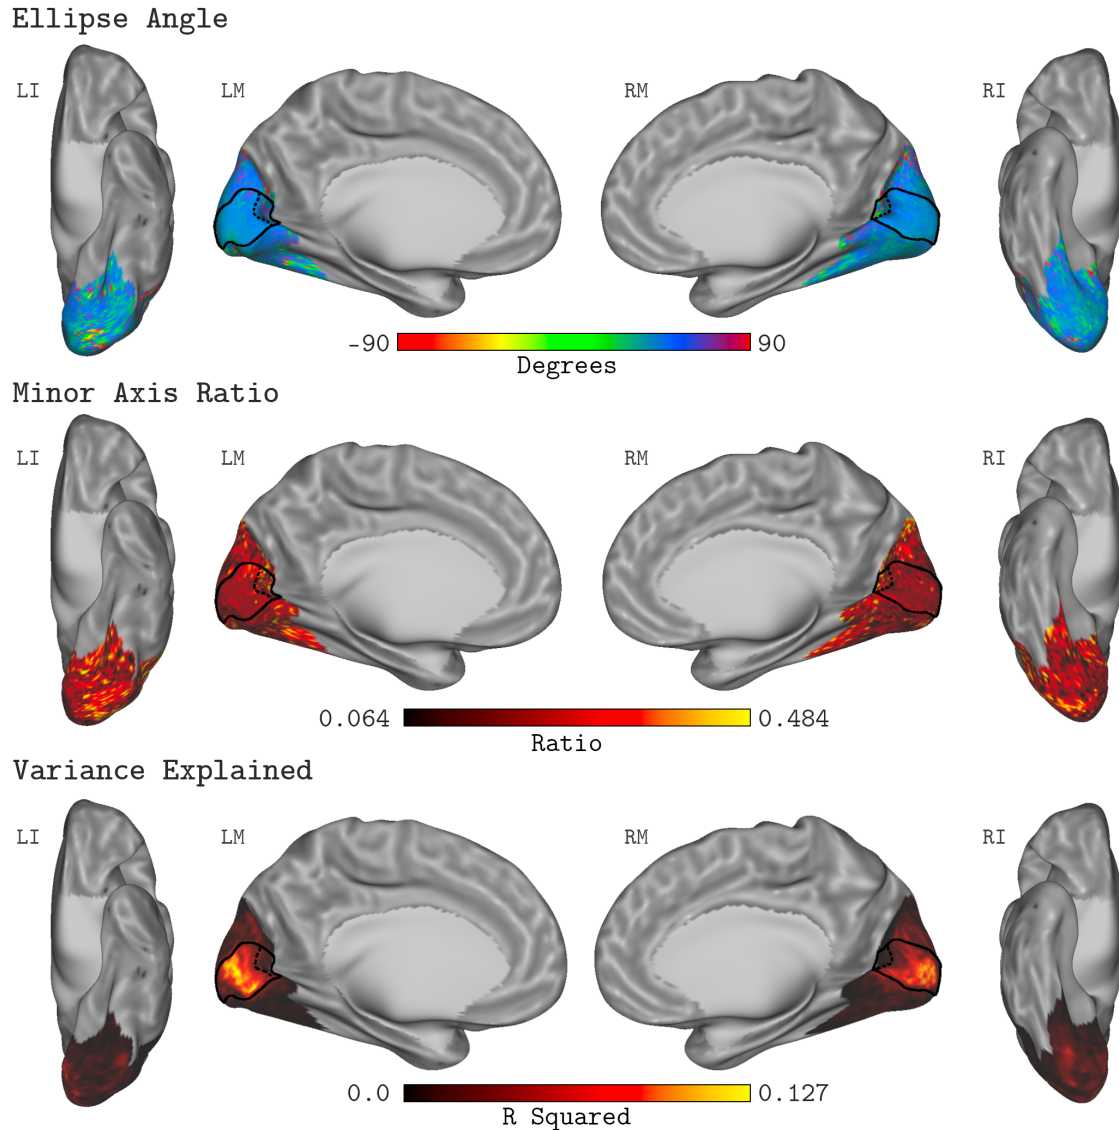 Ellipse Angle
LI LM RM RI
-90 90
Degrees
Minor Axis Ratio
LI LM RM RI
0.064 0.484
Ratio
Variance Explained
LI LM RM RI
0.0 0.127
R Squared